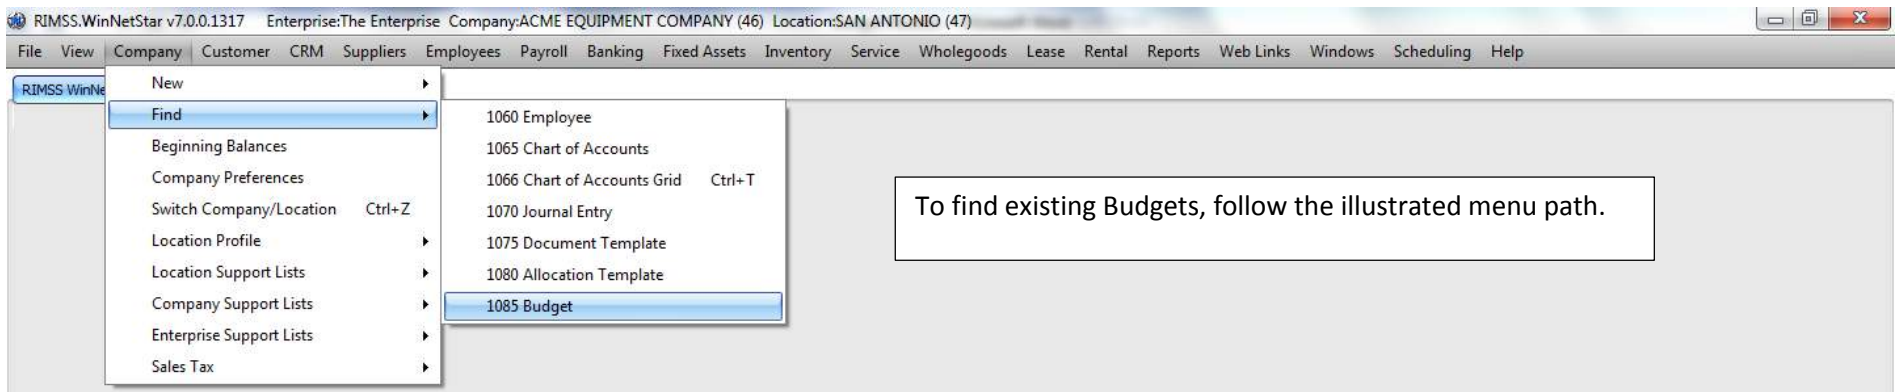 RIMSS.WinNetStar v7.0.0.1317 Enterprise:The Enterprise Company:ACME EQUIPMENT COMPANY (46) Location:SAN ANTONIO (47)
File View Company Customer CRM Suppliers Employees Payroll Banking Fixed Assets Inventory Service Wholegoods Lease Rental Reports Web Links Windows Scheduling Help
RIMSS WinNe
New
Find
Beginning Balances
Company Preferences
Switch Company/Location Ctrl+Z
Location Profile
Location Support Lists
Company Support Lists
Enterprise Support Lists
Sales Tax
1060 Employee
1065 Chart of Accounts
1066 Chart of Accounts Grid Ctrl+T
1070 Journal Entry
1075 Document Template
1080 Allocation Template
1085 Budget
To find existing Budgets, follow the illustrated menu path.